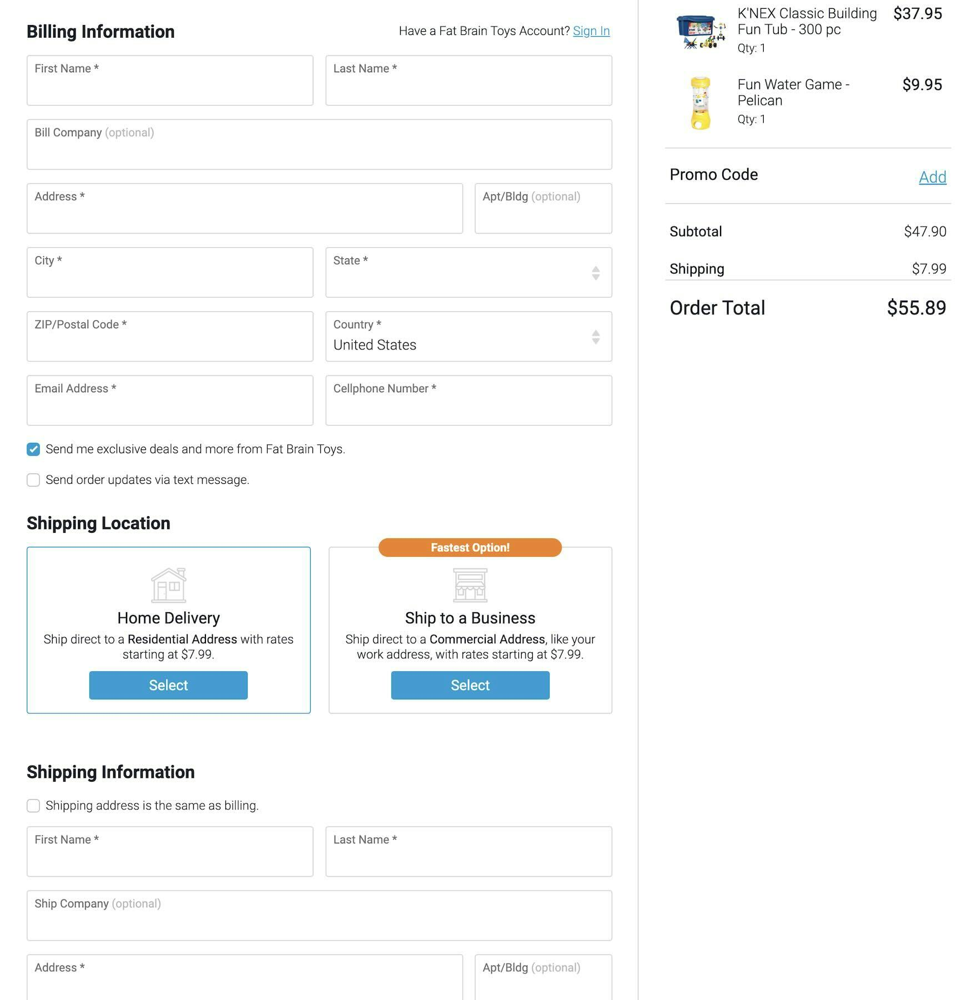 Billing Information
Have a Fat Brain Toys Account? Sign In
First Name *
Last Name *
Bill Company (optional)
Address *
Apt/Bldg (optional)
City *
State *
ZIP/Postal Code *
Country *
United States
Email Address *
Cellphone Number *
Send me exclusive deals and more from Fat Brain Toys.
Send order updates via text message.
Shipping Location
Home Delivery
Ship direct to a Residential Address with rates
starting at $7.99.
Select
Fastest Option!
Ship to a Business
Ship direct to a Commercial Address, like your
work address, with rates starting at $7.99.
Select
Shipping Information
Shipping address is the same as billing.
First Name *
Last Name *
Ship Company (optional)
Address *
Apt/Bldg (optional)
K'NEX Classic Building
Fun Tub - 300 pc
$37.95
Qty: 1
Fun Water Game -
Pelican
$9.95
Qty: 1
Promo Code
Add
Subtotal
$47.90
Shipping
$7.99
Order Total
$55.89